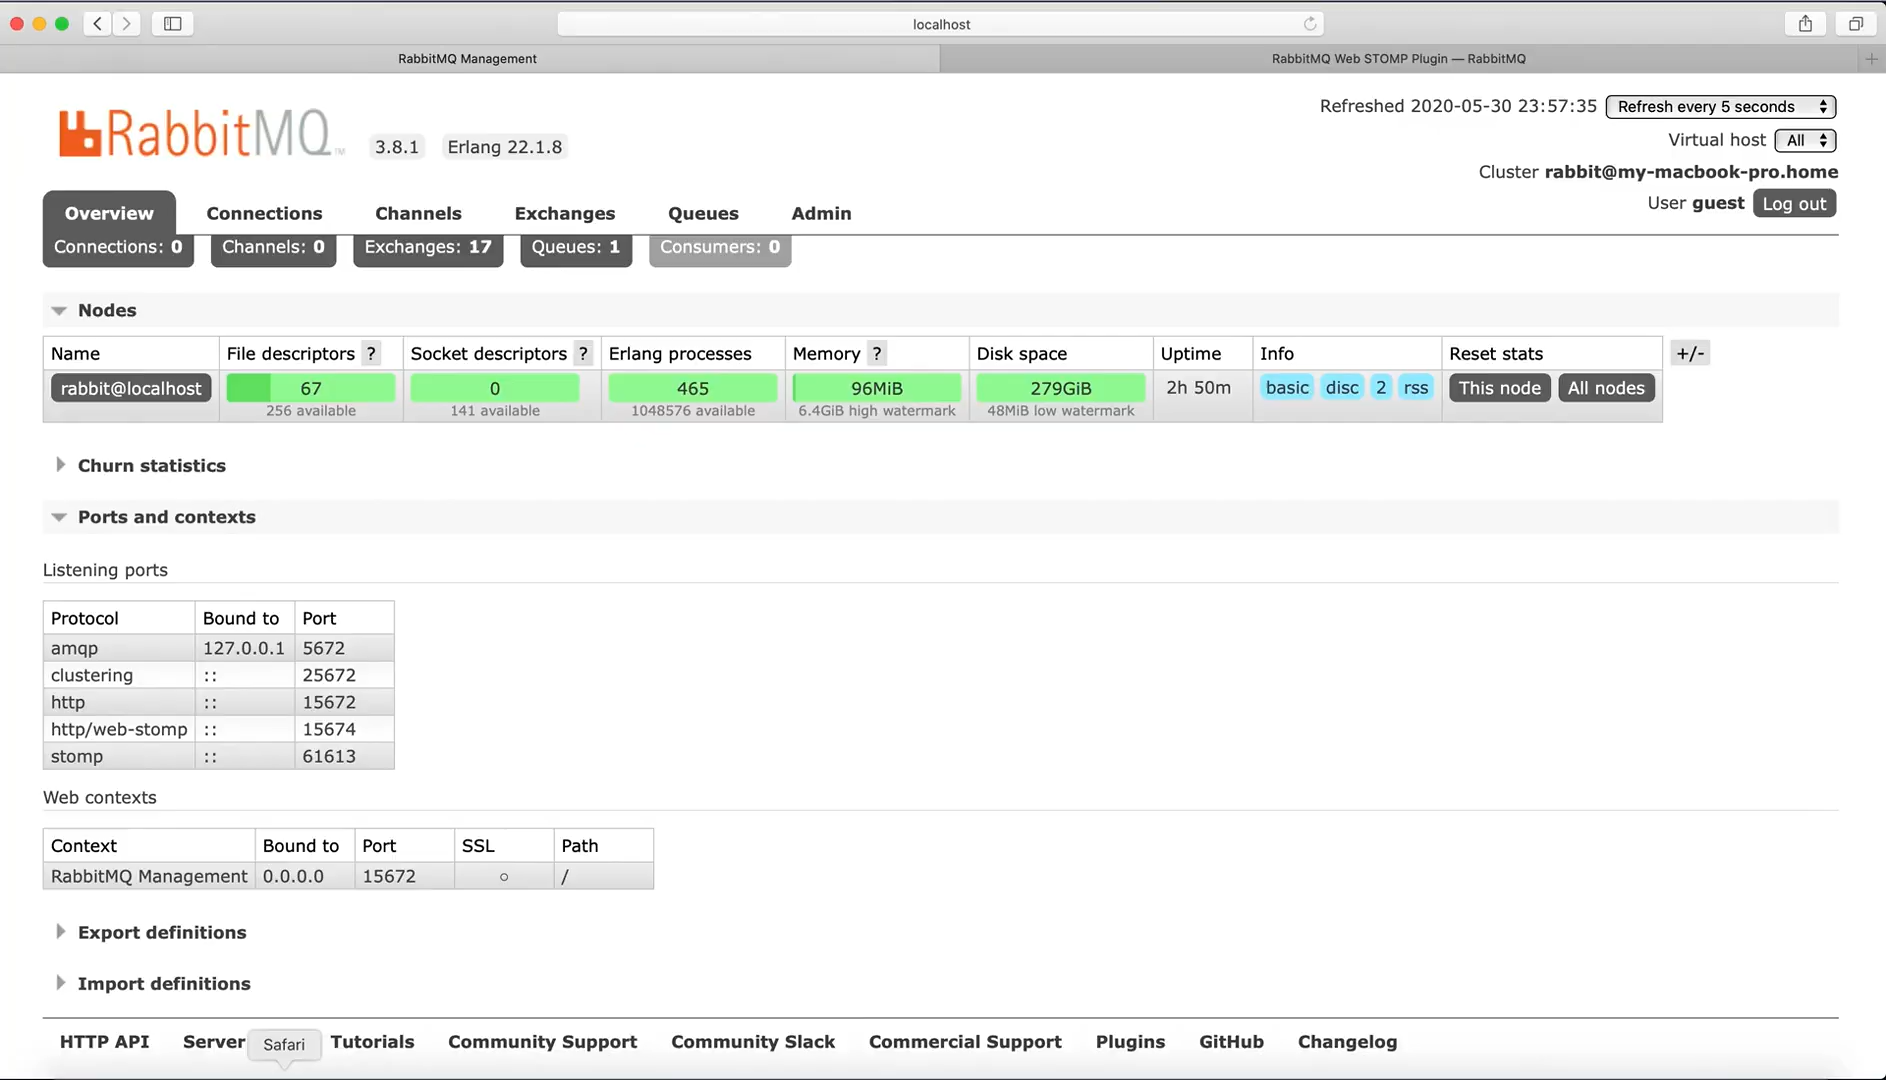 localhost
RabbitMQ Management
RabbitMQ Web STOMP Plugin — RabbitMQ
Refreshed 2020-05-30 23:57:35 Refresh every 5 seconds
RabbitMQ TM 3.8.1 Erlang 22.1.8
Virtual host All
Cluster rabbit@my-macbook-pro.home
User guest Log out
Overview Connections Channels Exchanges Queues Admin
Connections: 0 Channels: 0 Exchanges: 17 Queues: 1 Consumers: 0
Nodes
Name File descriptors ? Socket descriptors ? Erlang processes Memory ? Disk space Uptime Info Reset stats +/-
rabbit@localhost 67 0 465 96MiB 279GiB 2h 50m basic disc 2 rss This node All nodes
256 available 141 available 1048576 available 6.4GiB high watermark 48MiB low watermark
Churn statistics
Ports and contexts
Listening ports
Protocol Bound to Port
amqp 127.0.0.1 5672
clustering :: 25672
http :: 15672
http/web-stomp :: 15674
stomp :: 61613
Web contexts
Context Bound to Port SSL Path
RabbitMQ Management 0.0.0.0 15672 ○ /
Export definitions
Import definitions
HTTP API Server Safari Tutorials Community Support Community Slack Commercial Support Plugins GitHub Changelog